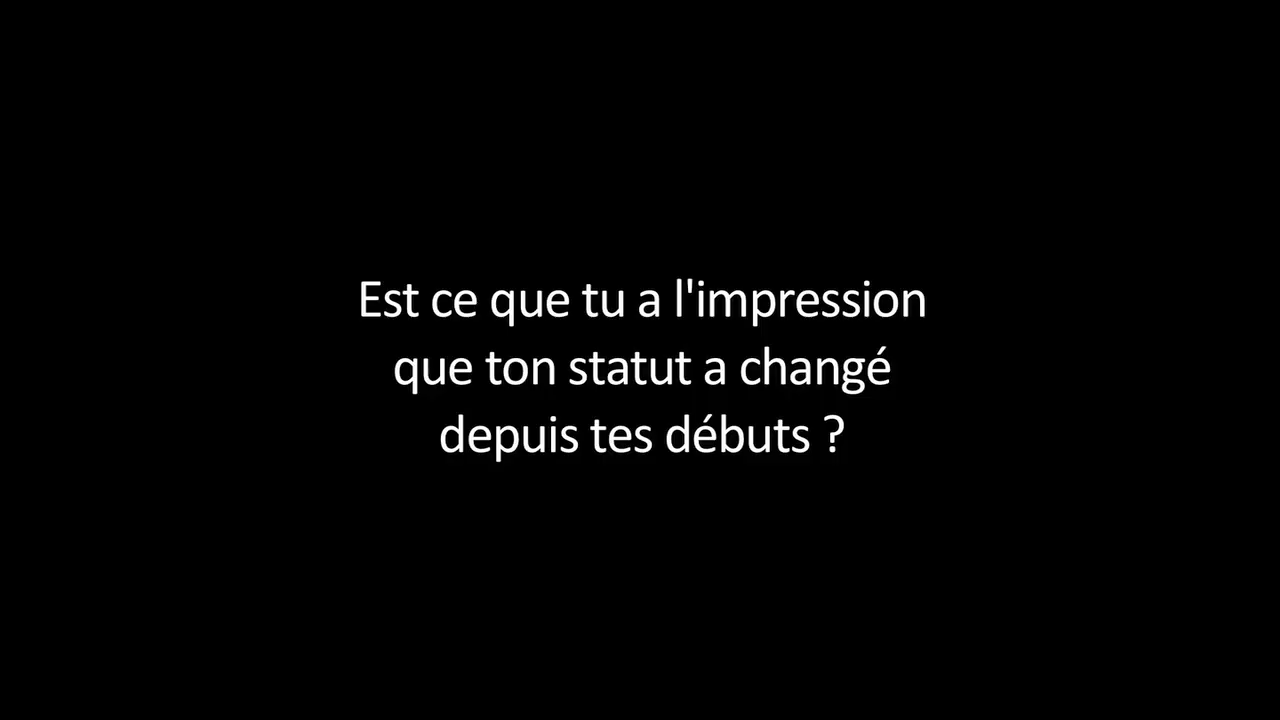 Est ce que tu a l'impression
que ton statut a changé
depuis tes débuts ?